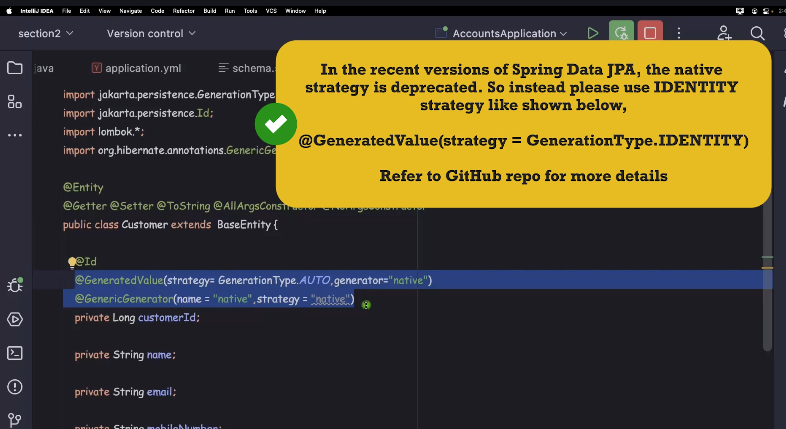 IntelliJ IDEA File Edit View Navigate Code Refactor Build Run Tools VCS Window Help
section2 Version control AccountsApplication
java application.yml schema.s
In the recent versions of Spring Data JPA, the native
strategy is deprecated. So instead please use IDENTITY
strategy like shown below,
@GeneratedValue(strategy = GenerationType.IDENTITY)
Refer to GitHub repo for more details
import jakarta.persistence.GenerationType
import jakarta.persistence.Id;
import lombok.*;
import org.hibernate.annotations.GenericGe
@Entity
@Getter @Setter @ToString @AllArgsConstructor @NoArgsConstructor
public class Customer extends BaseEntity {
@Id
@GeneratedValue(strategy= GenerationType.AUTO,generator="native")
@GenericGenerator(name = "native",strategy = "native")
private Long customerId;
private String name;
private String email;
private String mobileNumber;